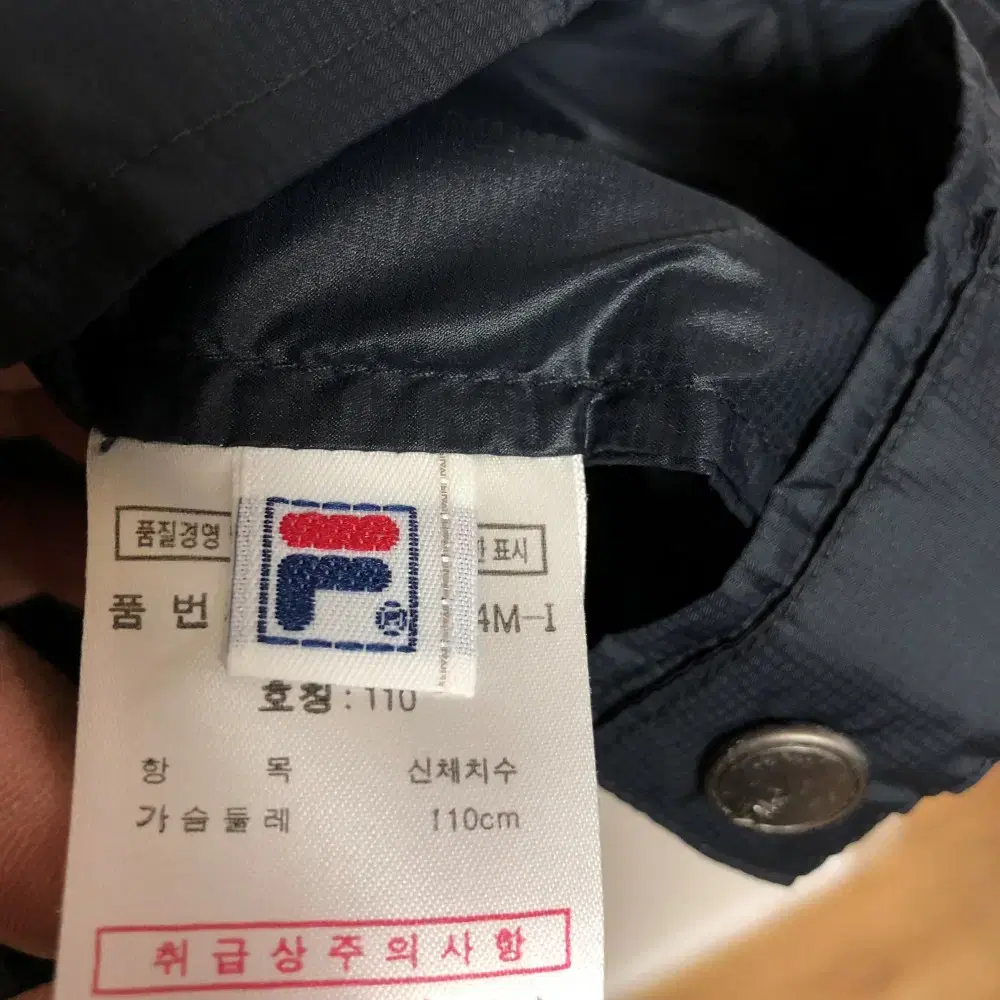 품질경영 표시
품 번 4M-I
호칭 : 110
항 목 신체치수
가슴둘레 110cm
취급상주의사항